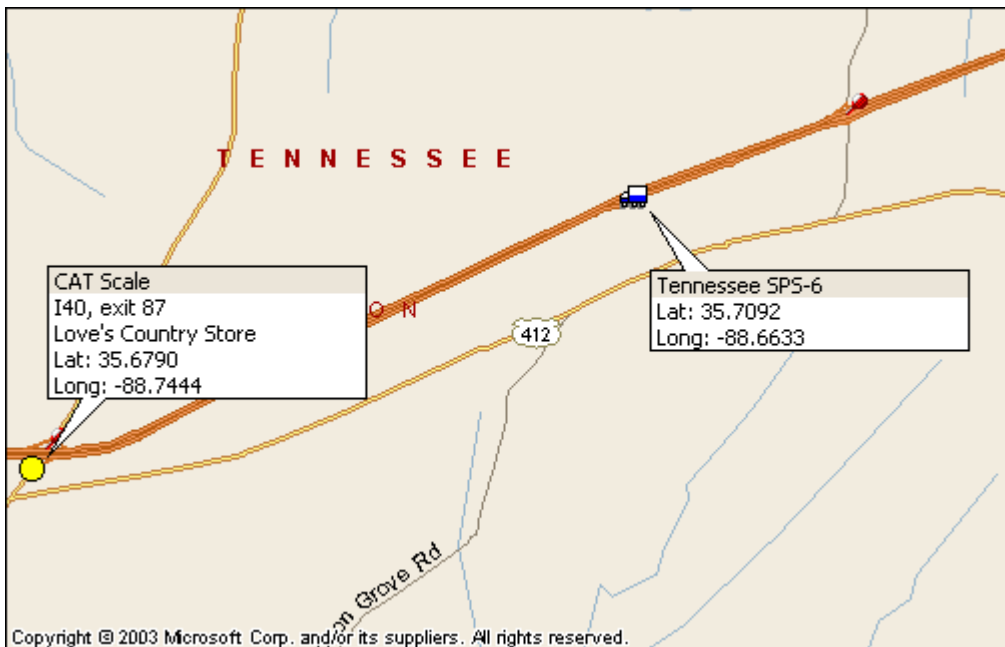 TENNESSEE
CAT Scale
I40, exit 87
Love's Country Store
Lat: 35.6790
Long: -88.7444
O N
Tennessee SPS-6
Lat: 35.7092
Long: -88.6633
412
on Grove Rd
Copyright © 2003 Microsoft Corp. and/or its suppliers. All rights reserved.